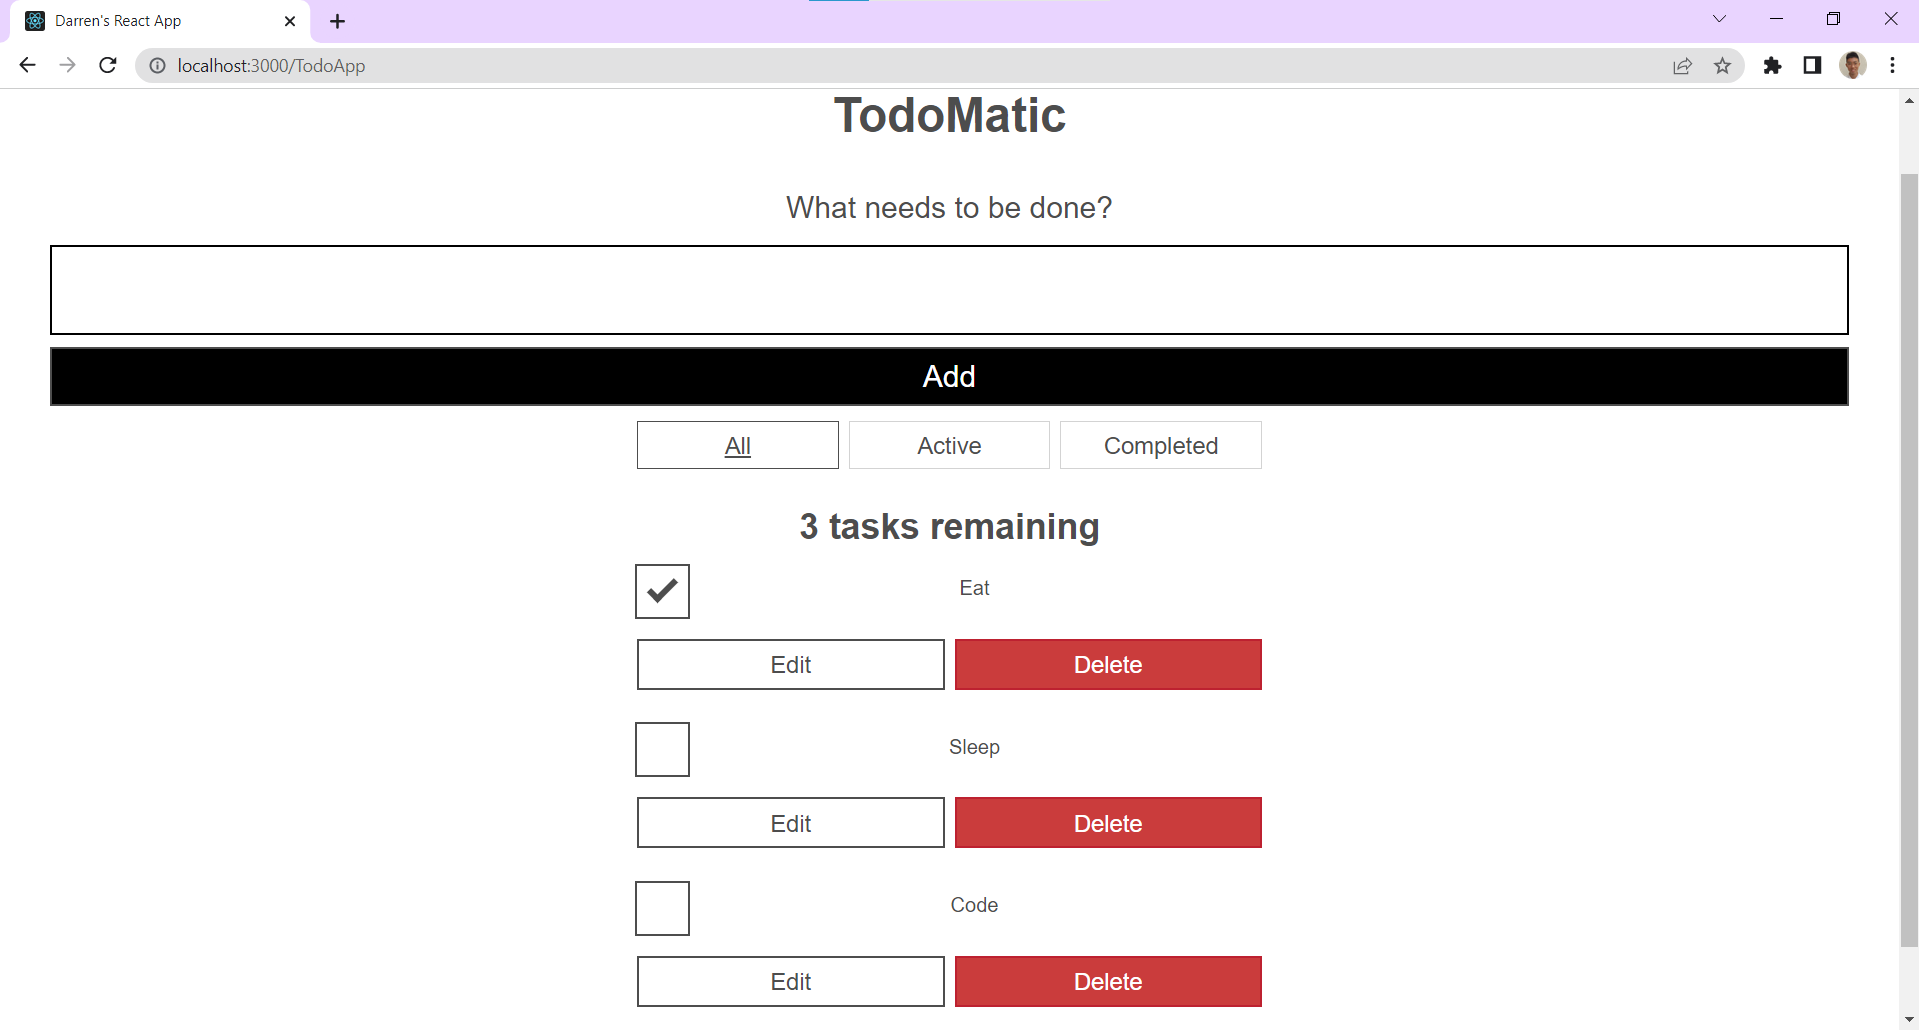 Darren's React App
localhost:3000/TodoApp
TodoMatic
What needs to be done?
Add
All Active Completed
3 tasks remaining
Eat
Edit Delete
Sleep
Edit Delete
Code
Edit Delete